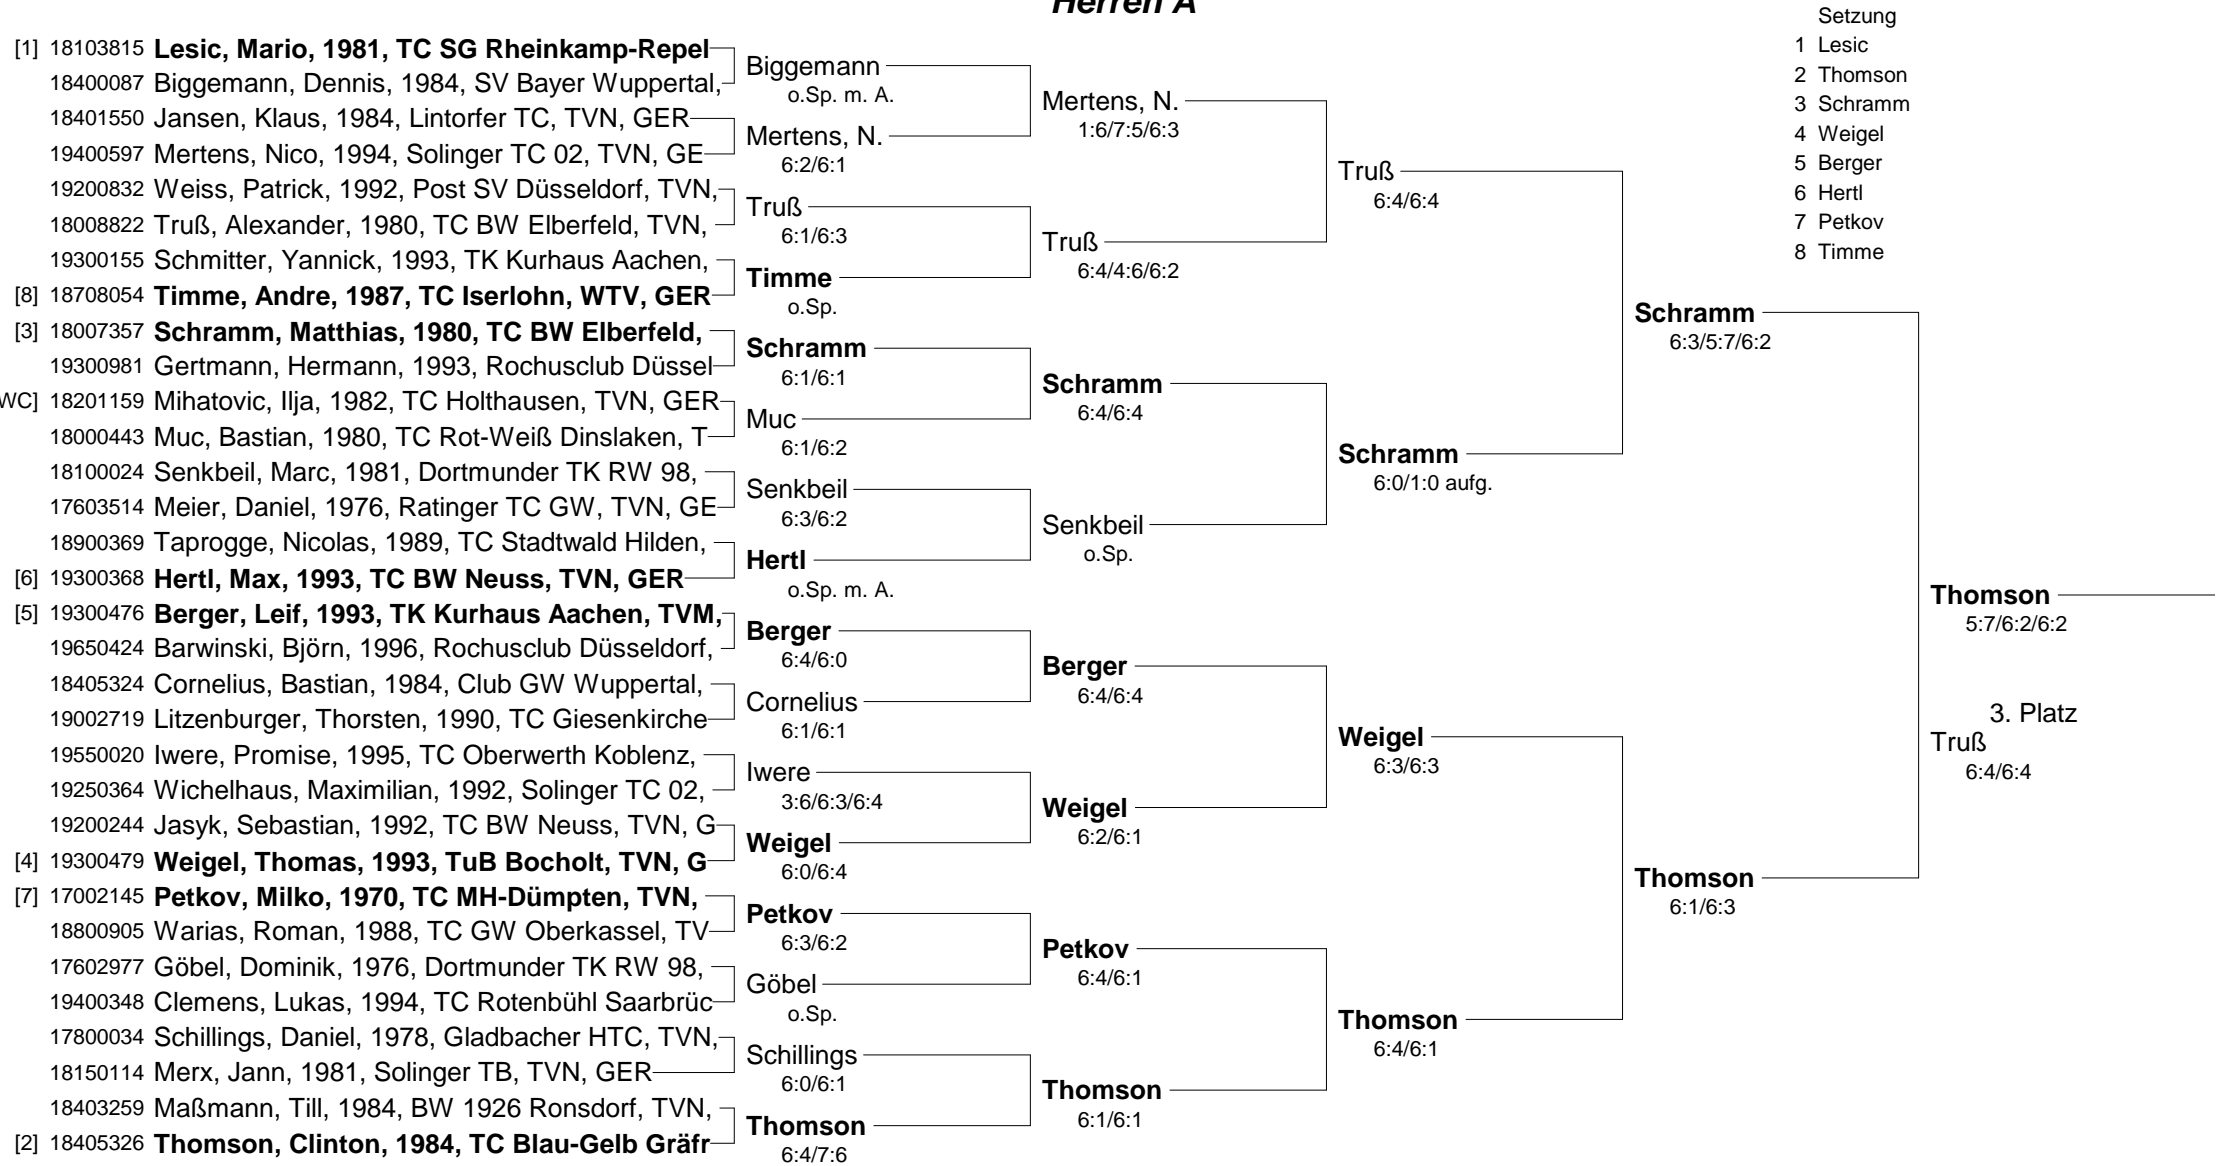 Herren A
Setzung
1 Lesic
2 Thomson
3 Schramm
4 Weigel
5 Berger
6 Hertl
7 Petkov
8 Timme
[1] 18103815 Lesic, Mario, 1981, TC SG Rheinkamp-Repel
18400087 Biggemann, Dennis, 1984, SV Bayer Wuppertal,
18401550 Jansen, Klaus, 1984, Lintorfer TC, TVN, GER
19400597 Mertens, Nico, 1994, Solinger TC 02, TVN, GE
19200832 Weiss, Patrick, 1992, Post SV Düsseldorf, TVN,
18008822 Truß, Alexander, 1980, TC BW Elberfeld, TVN,
19300155 Schmitter, Yannick, 1993, TK Kurhaus Aachen,
[8] 18708054 Timme, Andre, 1987, TC Iserlohn, WTV, GER
[3] 18007357 Schramm, Matthias, 1980, TC BW Elberfeld,
19300981 Gertmann, Hermann, 1993, Rochusclub Düssel
WC] 18201159 Mihatovic, Ilja, 1982, TC Holthausen, TVN, GER
18000443 Muc, Bastian, 1980, TC Rot-Weiß Dinslaken, T
18100024 Senkbeil, Marc, 1981, Dortmunder TK RW 98,
17603514 Meier, Daniel, 1976, Ratinger TC GW, TVN, GE
18900369 Taprogge, Nicolas, 1989, TC Stadtwald Hilden,
[6] 19300368 Hertl, Max, 1993, TC BW Neuss, TVN, GER
[5] 19300476 Berger, Leif, 1993, TK Kurhaus Aachen, TVM,
19650424 Barwinski, Björn, 1996, Rochusclub Düsseldorf,
18405324 Cornelius, Bastian, 1984, Club GW Wuppertal,
19002719 Litzenburger, Thorsten, 1990, TC Giesenkirche
19550020 Iwere, Promise, 1995, TC Oberwerth Koblenz,
19250364 Wichelhaus, Maximilian, 1992, Solinger TC 02,
19200244 Jasyk, Sebastian, 1992, TC BW Neuss, TVN, G
[4] 19300479 Weigel, Thomas, 1993, TuB Bocholt, TVN, G
[7] 17002145 Petkov, Milko, 1970, TC MH-Dümpten, TVN,
18800905 Warias, Roman, 1988, TC GW Oberkassel, TV
17602977 Göbel, Dominik, 1976, Dortmunder TK RW 98,
19400348 Clemens, Lukas, 1994, TC Rotenbühl Saarbrüc
17800034 Schillings, Daniel, 1978, Gladbacher HTC, TVN,
18150114 Merx, Jann, 1981, Solinger TB, TVN, GER
18403259 Maßmann, Till, 1984, BW 1926 Ronsdorf, TVN,
[2] 18405326 Thomson, Clinton, 1984, TC Blau-Gelb Gräfr
Biggemann
o.Sp. m. A.
Mertens, N.
6:2/6:1
Truß
6:1/6:3
Timme
o.Sp.
Schramm
6:1/6:1
Muc
6:1/6:2
Senkbeil
6:3/6:2
Hertl
o.Sp. m. A.
Berger
6:4/6:0
Cornelius
6:1/6:1
Iwere
3:6/6:3/6:4
Weigel
6:0/6:4
Petkov
6:3/6:2
Göbel
o.Sp.
Schillings
6:0/6:1
Thomson
6:4/7:6
Mertens, N.
1:6/7:5/6:3
Truß
6:4/4:6/6:2
Schramm
6:4/6:4
Senkbeil
o.Sp.
Berger
6:4/6:4
Weigel
6:2/6:1
Petkov
6:4/6:1
Thomson
6:1/6:1
Truß
6:4/6:4
Schramm
6:0/1:0 aufg.
Weigel
6:3/6:3
Thomson
6:4/6:1
Schramm
6:3/5:7/6:2
Thomson
6:1/6:3
Thomson
5:7/6:2/6:2
3. Platz
Truß
6:4/6:4